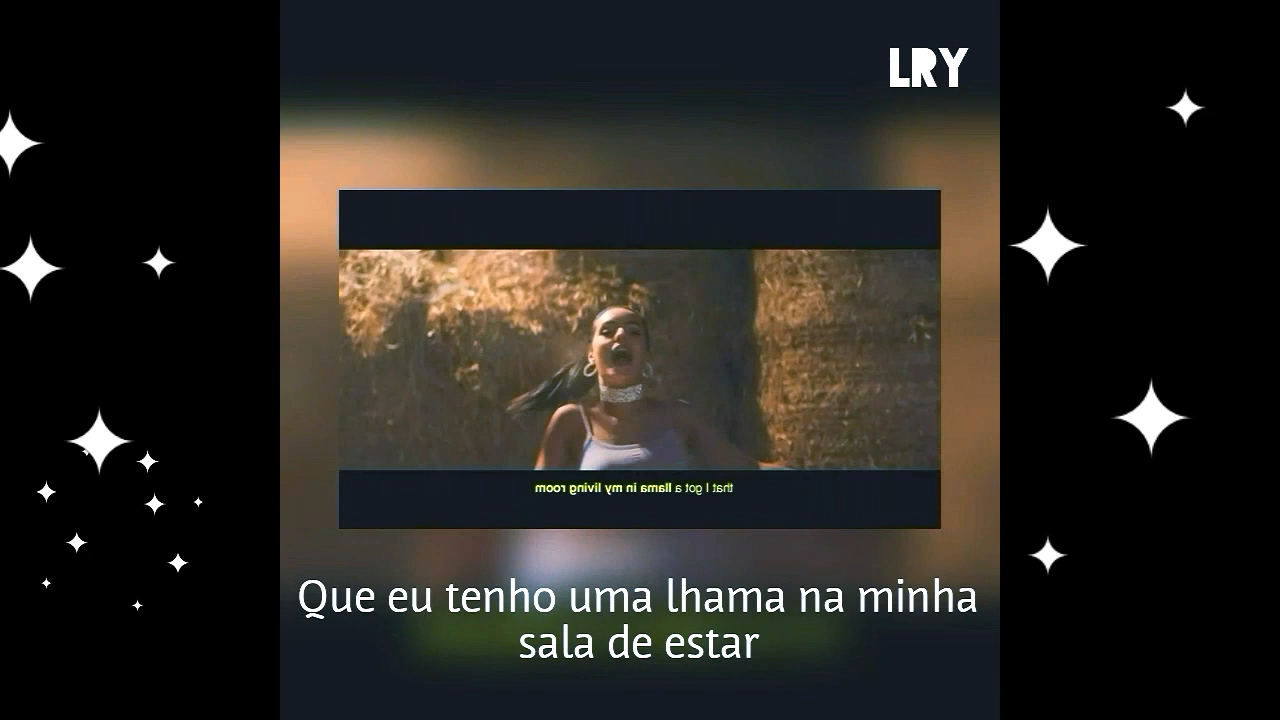 LRY
that I got a llama in my living room
Que eu tenho uma lhama na minha
sala de estar